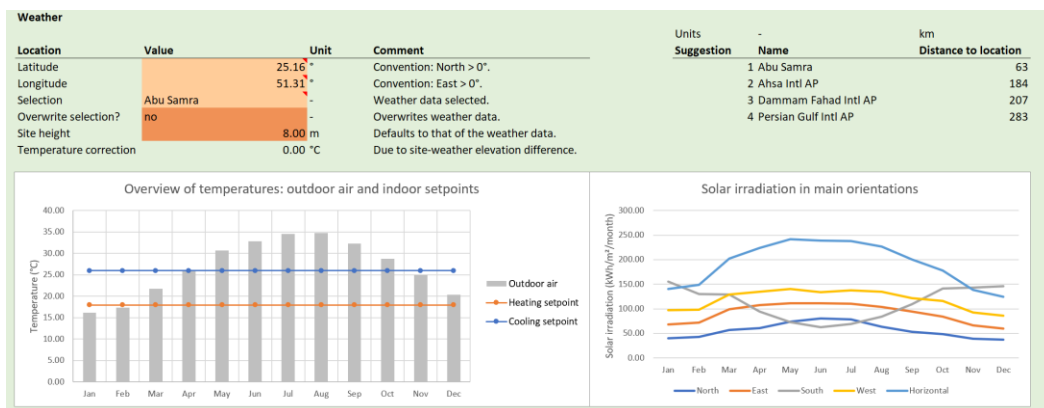 Weather
Location Value Unit Comment
Latitude 25.16 ° Convention: North > 0°.
Longitude 51.31 ° Convention: East > 0°.
Selection Abu Samra - Weather data selected.
Overwrite selection? no - Overwrites weather data.
Site height 8.00 m Defaults to that of the weather data.
Temperature correction 0.00 °C Due to site-weather elevation difference.
Units - km
Suggestion Name Distance to location
1 Abu Samra 63
2 Ahsa Intl AP 184
3 Dammam Fahad Intl AP 207
4 Persian Gulf Intl AP 283
Overview of temperatures: outdoor air and indoor setpoints
Temperature (°C)
40.00
35.00
30.00
25.00
20.00
15.00
10.00
5.00
0.00
Jan Feb Mar Apr May Jun Jul Aug Sep Oct Nov Dec
Outdoor air
Heating setpoint
Cooling setpoint
Solar irradiation in main orientations
Solar irradiation (kWh/m²/month)
300.00
250.00
200.00
150.00
100.00
50.00
0.00
Jan Feb Mar Apr May Jun Jul Aug Sep Oct Nov Dec
North East South West Horizontal